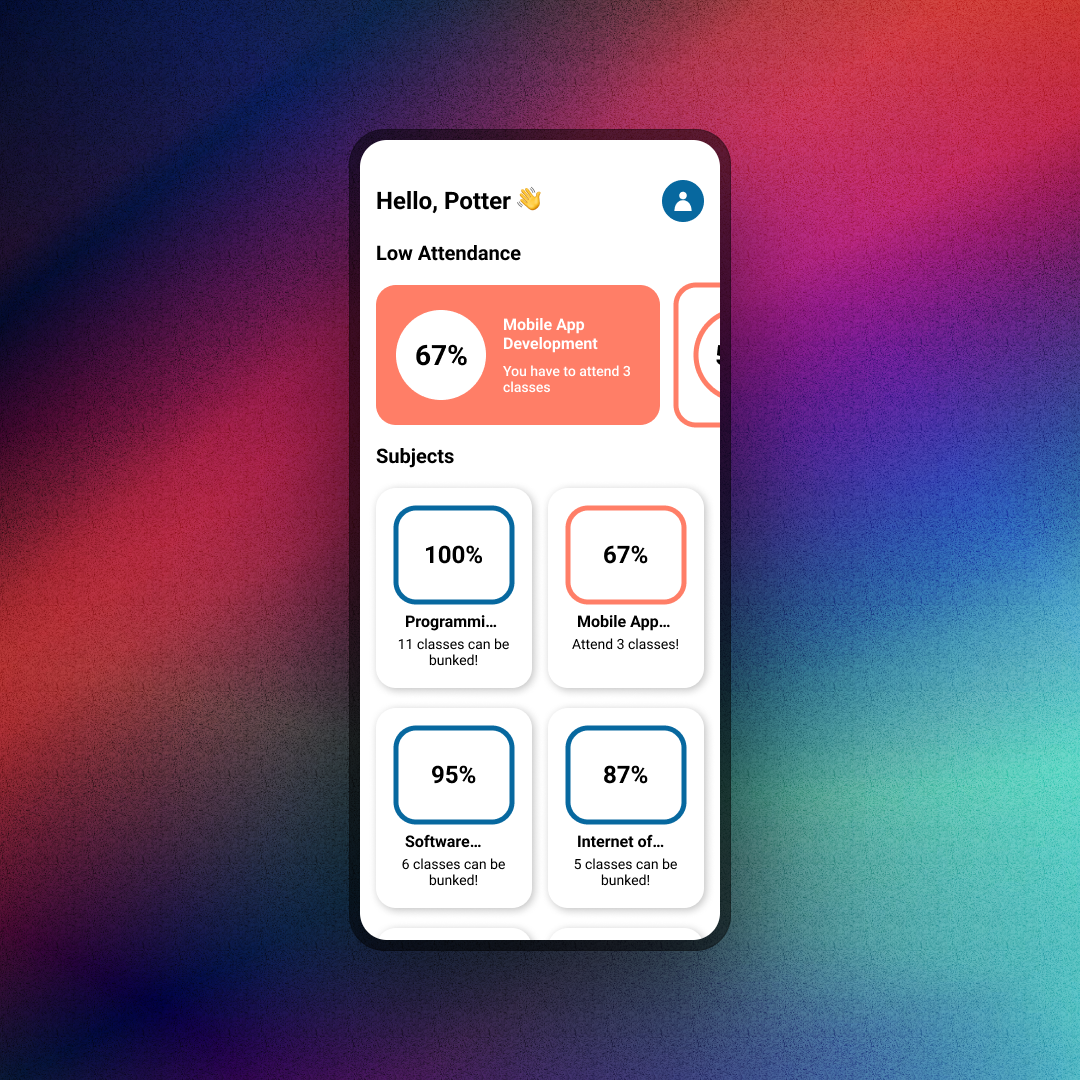 Hello, Potter 👋
Low Attendance
67%
Mobile App
Development
You have to attend 3
classes
Subjects
100%
Programmi...
11 classes can be
bunked!
67%
Mobile App...
Attend 3 classes!
95%
Software...
6 classes can be
bunked!
87%
Internet of...
5 classes can be
bunked!